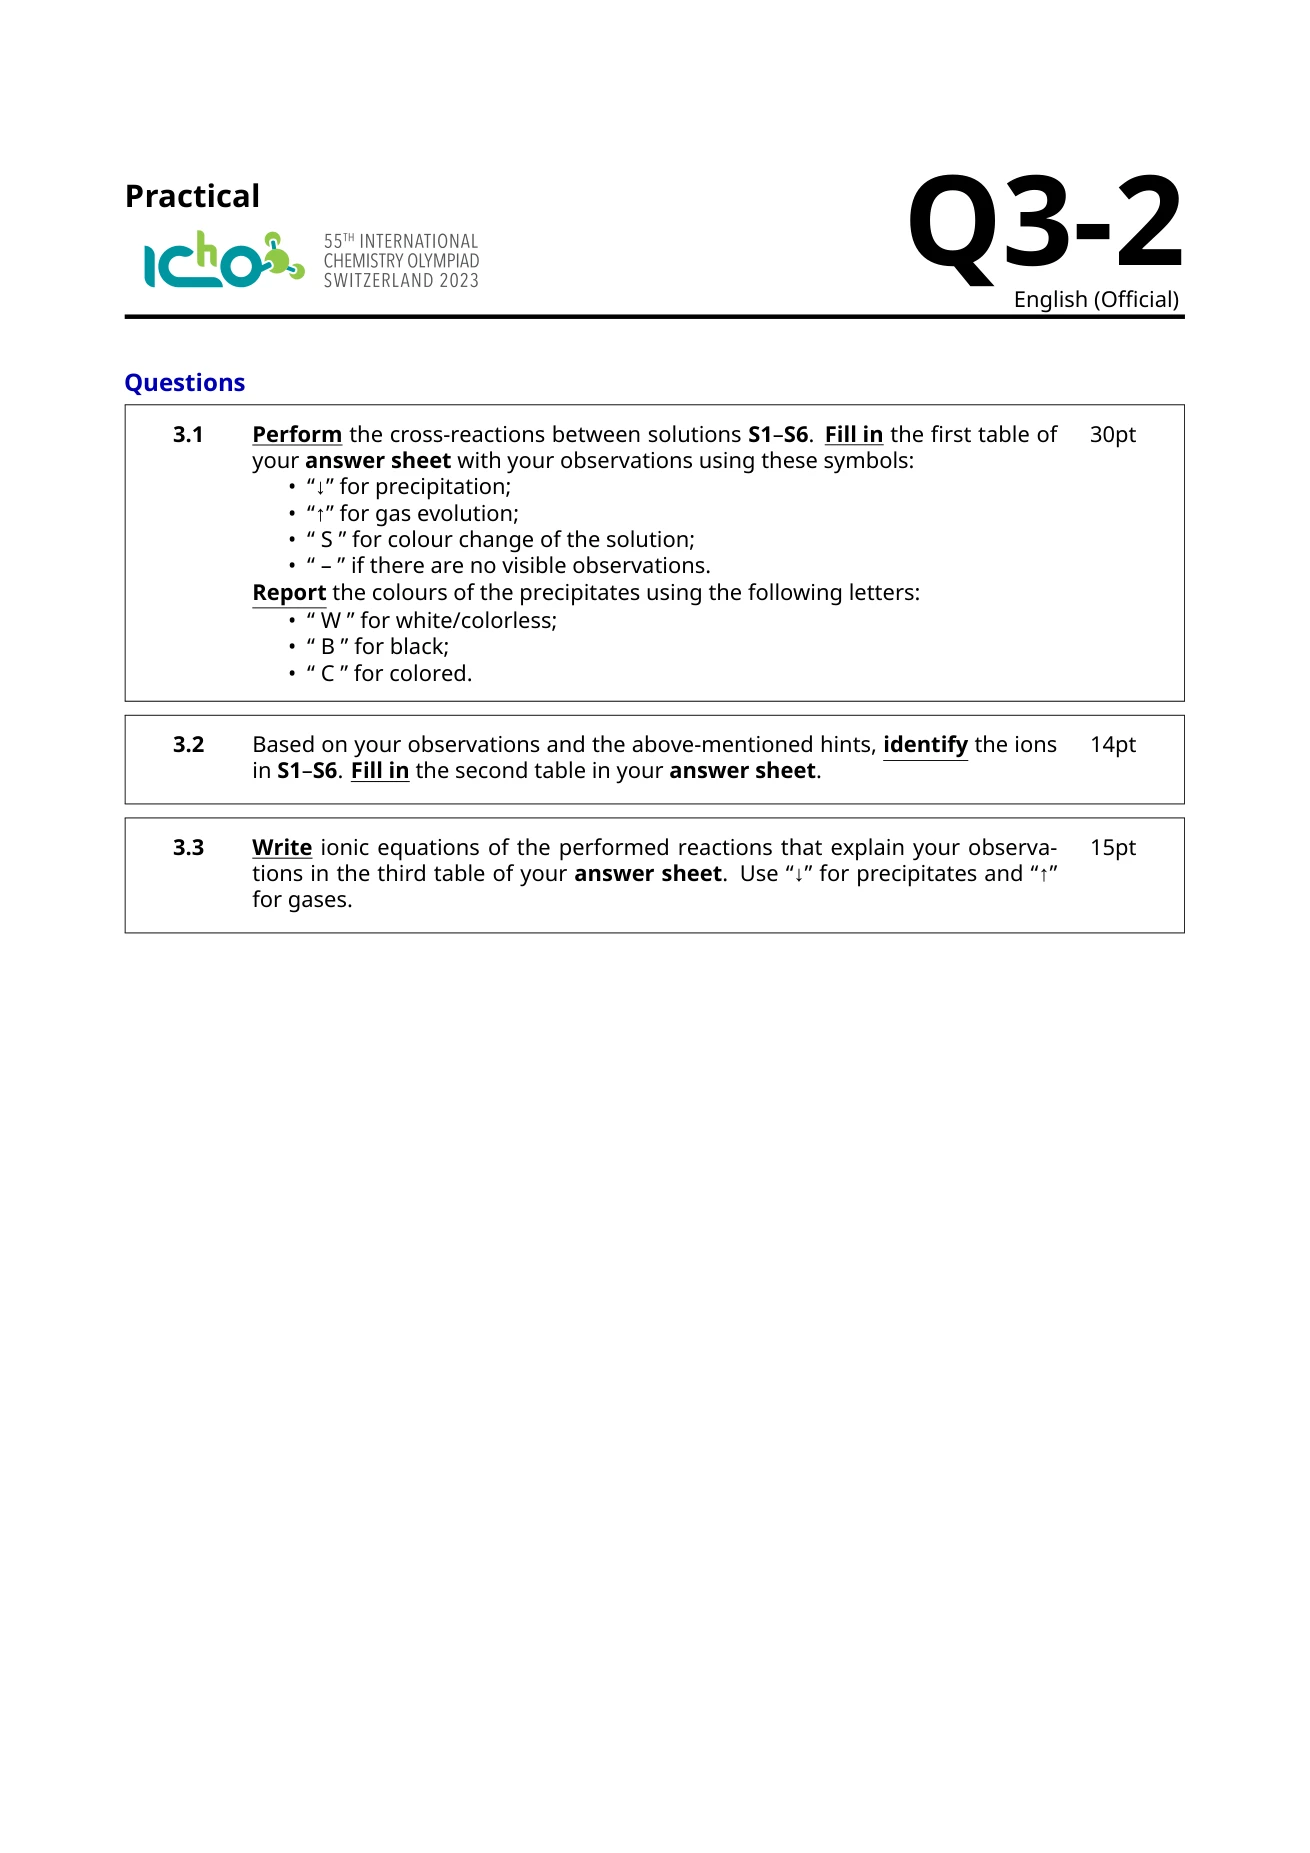 Practical
Q3-2
IChO
55TH INTERNATIONAL
CHEMISTRY OLYMPIAD
SWITZERLAND 2023
English (Official)
Questions
3.1 Perform the cross-reactions between solutions S1–S6. Fill in the first table of 30pt
your answer sheet with your observations using these symbols:
• “↓” for precipitation;
• “↑” for gas evolution;
• “ S ” for colour change of the solution;
• “ – ” if there are no visible observations.
Report the colours of the precipitates using the following letters:
• “ W ” for white/colorless;
• “ B ” for black;
• “ C ” for colored.
3.2 Based on your observations and the above-mentioned hints, identify the ions 14pt
in S1–S6. Fill in the second table in your answer sheet.
3.3 Write ionic equations of the performed reactions that explain your observa- 15pt
tions in the third table of your answer sheet. Use “↓” for precipitates and “↑”
for gases.